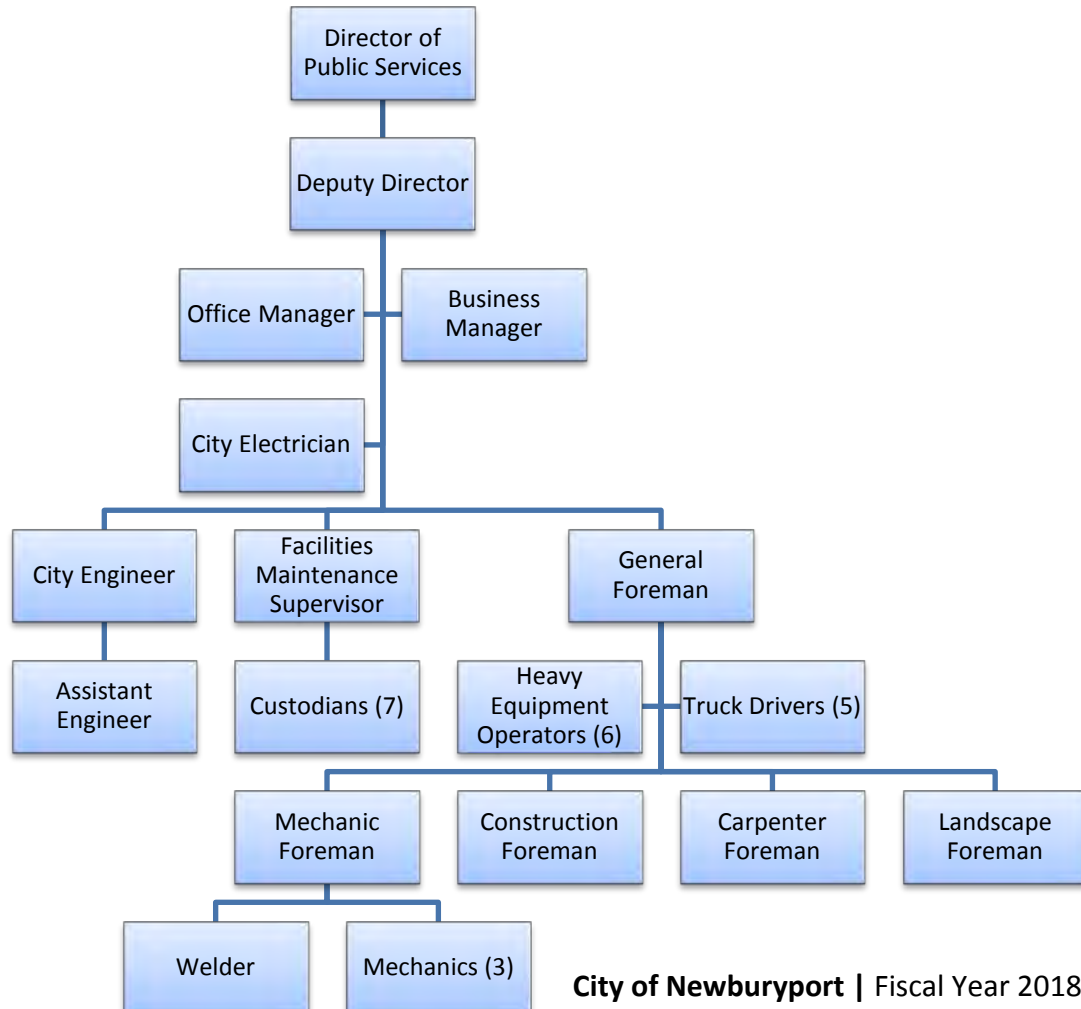 Director of
Public Services
Deputy Director
Office Manager
Business
Manager
City Electrician
City Engineer
Facilities
Maintenance
Supervisor
General
Foreman
Assistant
Engineer
Custodians (7)
Heavy
Equipment
Operators (6)
Truck Drivers (5)
Mechanic
Foreman
Construction
Foreman
Carpenter
Foreman
Landscape
Foreman
Welder
Mechanics (3)
City of Newburyport | Fiscal Year 2018